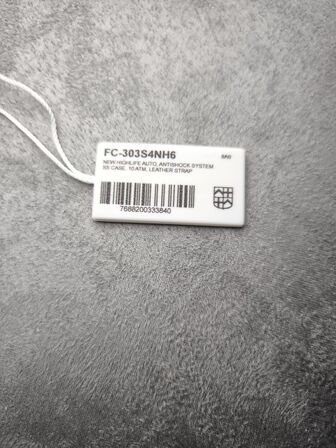 FC-303S4NH6
NEW HIGHLIFE AUTO, ANTISHOCK SYSTEM
SS CASE, 10 ATM, LEATHER STRAP
7688200333840